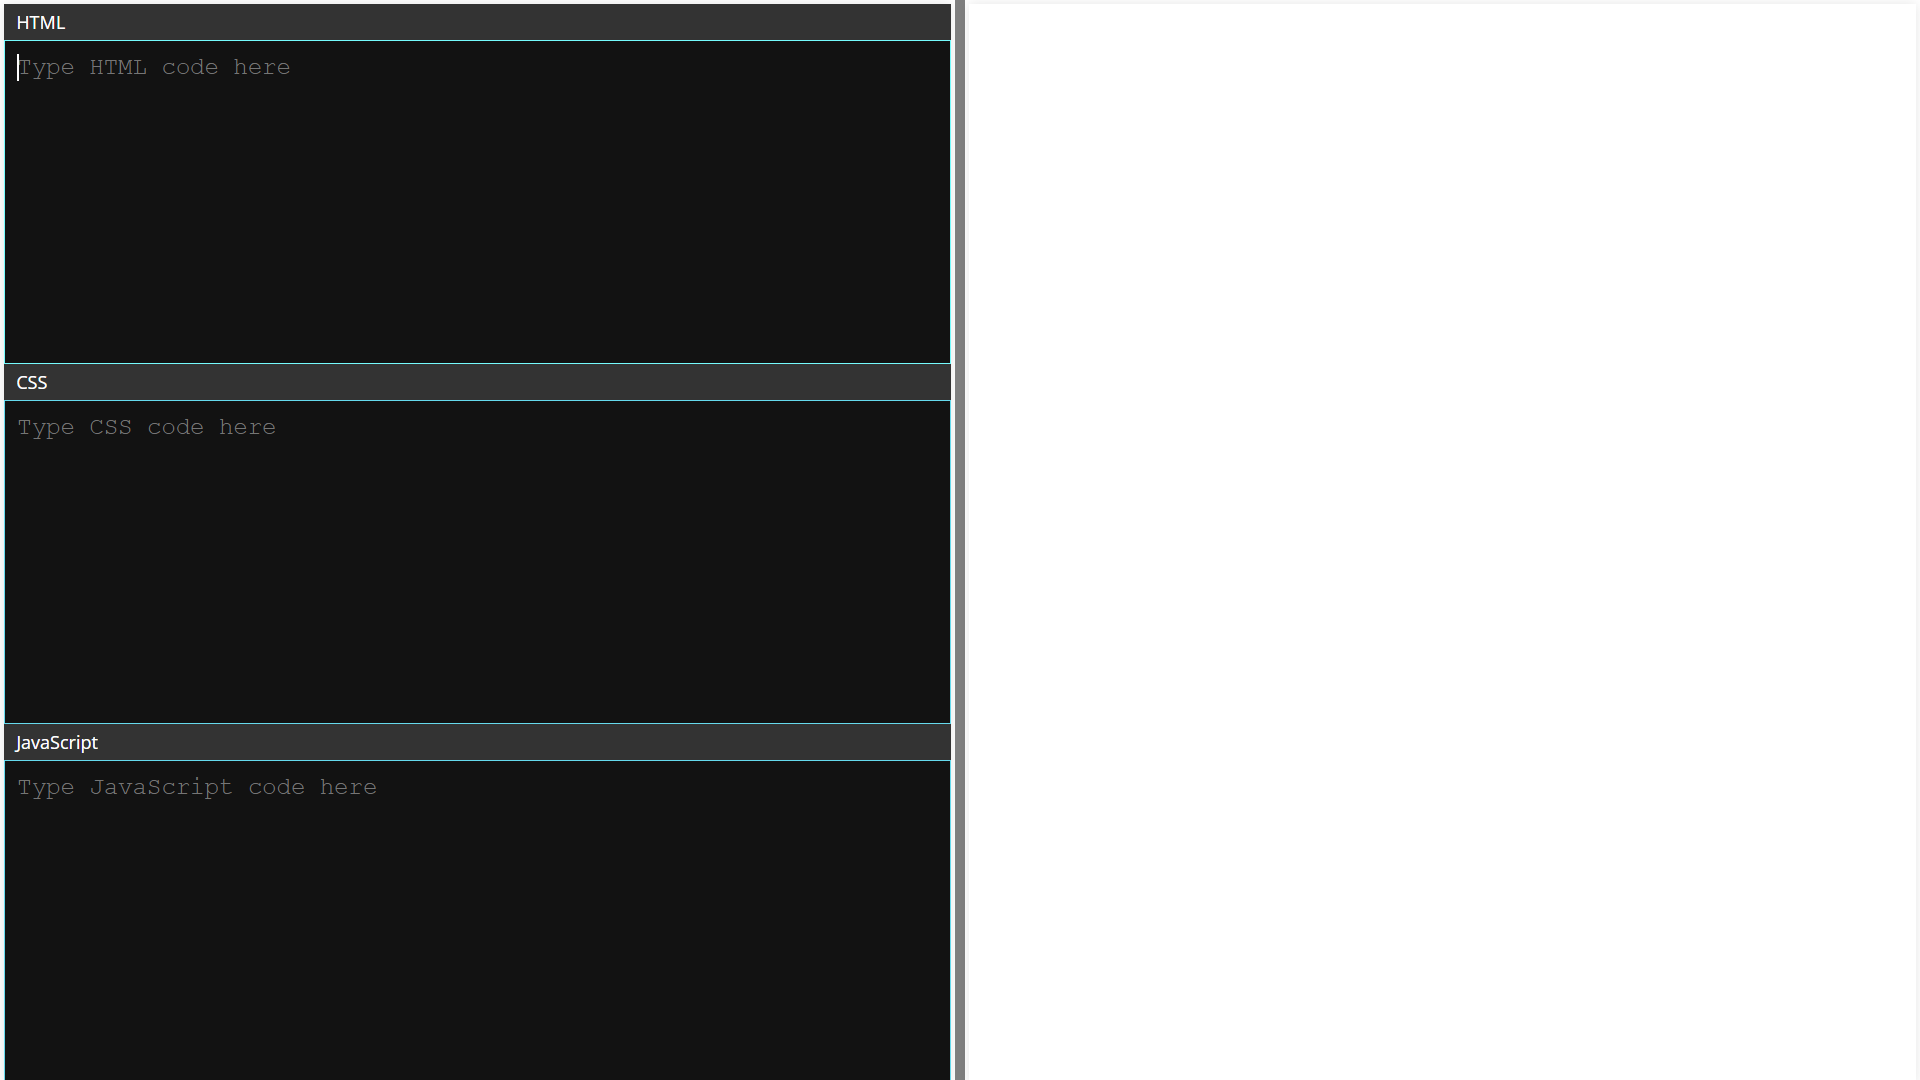 HTML
Type HTML code here
CSS
Type CSS code here
JavaScript
Type JavaScript code here